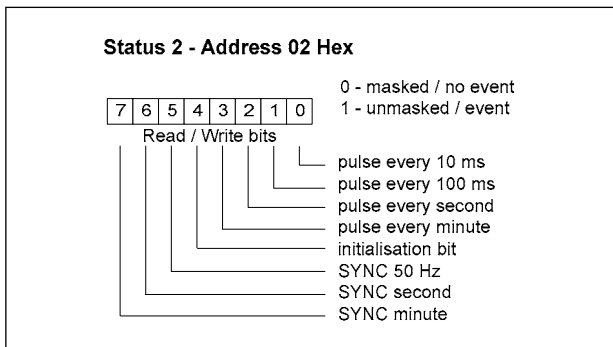 Status 2 - Address 02 Hex
0 - masked / no event
1 - unmasked / event
7 6 5 4 3 2 1 0
Read / Write bits
pulse every 10 ms
pulse every 100 ms
pulse every second
pulse every minute
initialisation bit
SYNC 50 Hz
SYNC second
SYNC minute